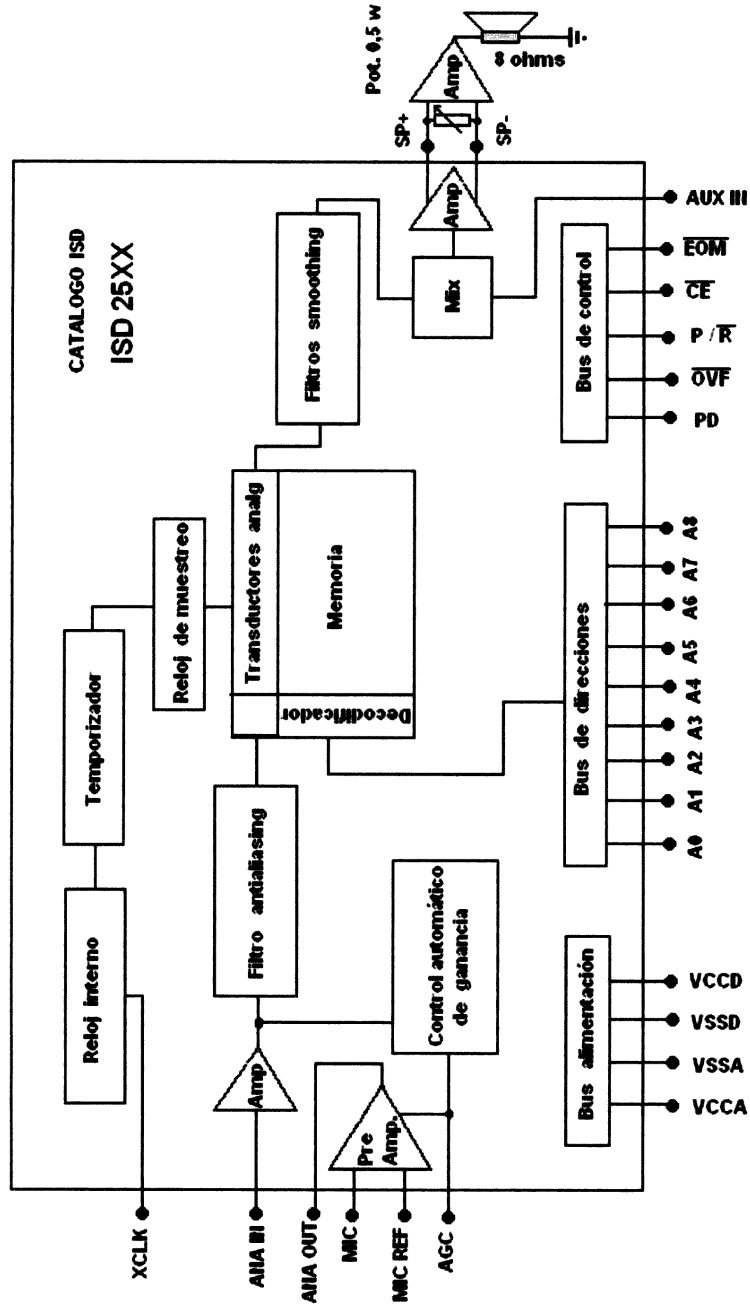 CATALOGO ISD
ISD 25XX
Reloj interno
Temporizador
Reloj de muestreo
Filtro antialiasing
Transductores analg
Memoria
Decodificador
Filtros smoothing
Amp
Pre
Amp.
Control automático
de ganancia
Mix
Amp
SP+
SP-
Amp
Pot. 0,5 w
8 ohms
XCLK
ANA IN
ANA OUT
MIC
MIC REF
AGC
Bus alimentación
VCCA
VSSA
VSSD
VCCD
Bus de direcciones
A0
A1
A2
A3
A4
A5
A6
A7
A8
Bus de control
PD
OVF
P / R
CE
EOM
AUX IN